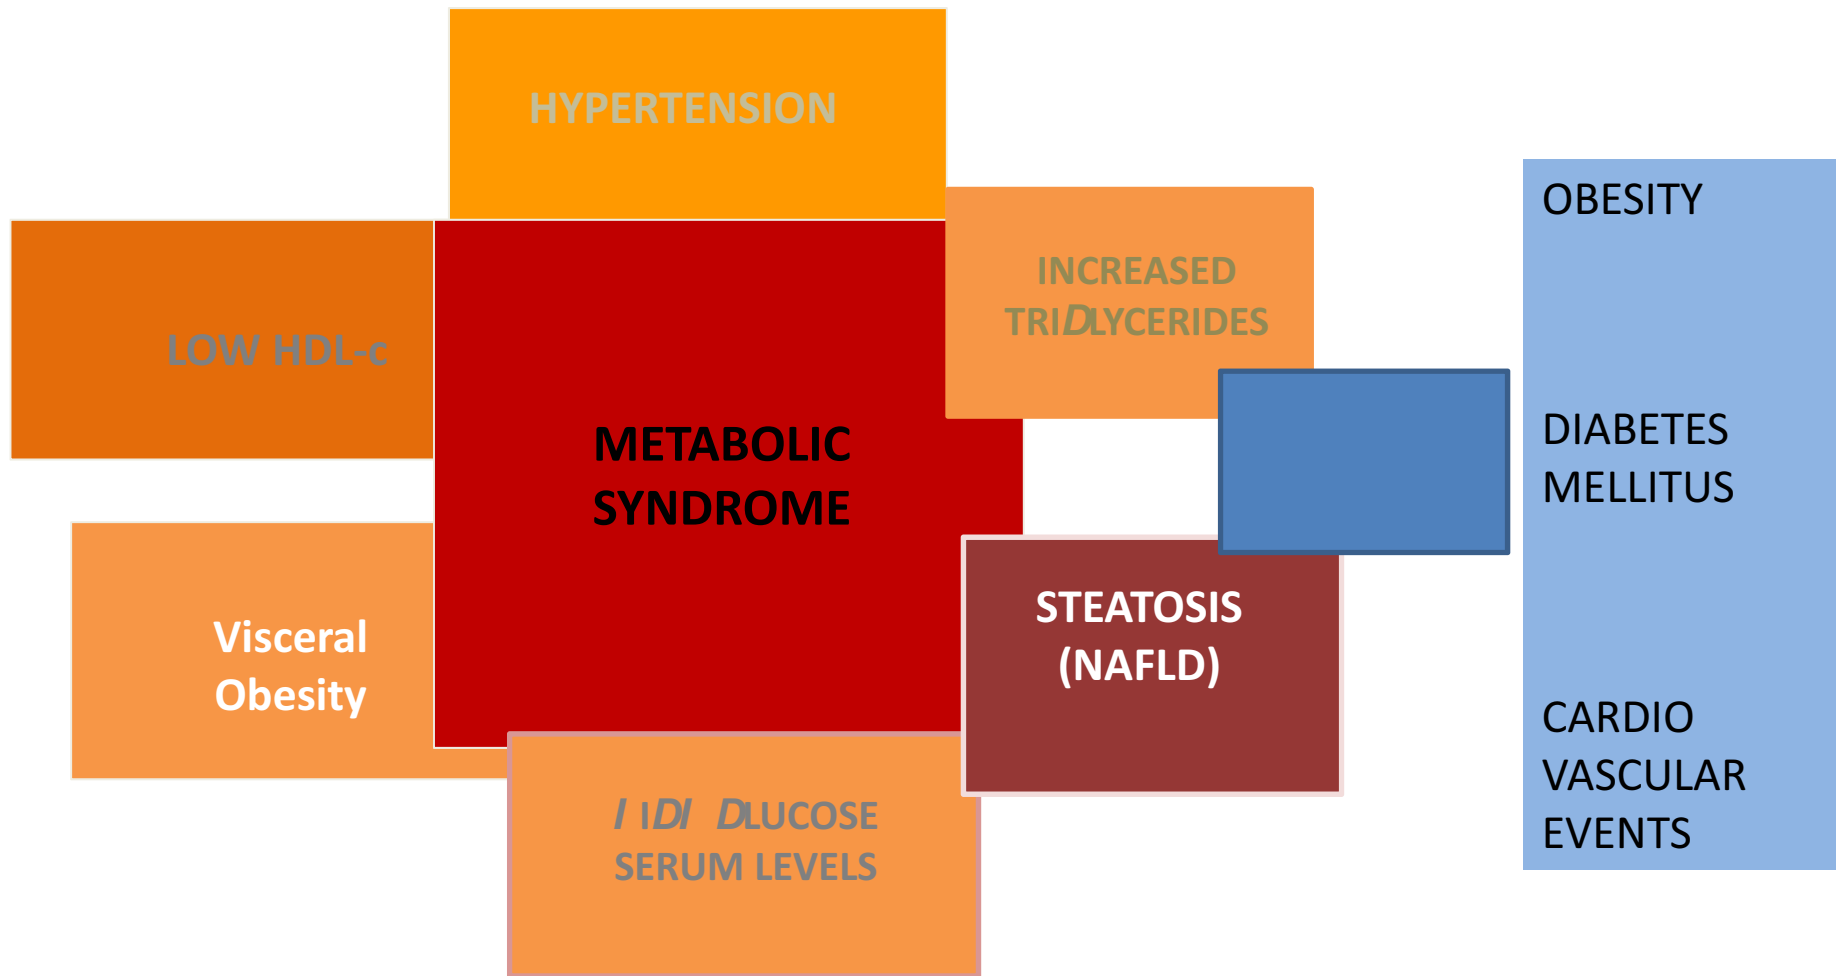 HYPERTENSION
OBESITY
INCREASED
TRIDLYCERIDES
LOW HDL-c
METABOLIC
SYNDROME
DIABETES
MELLITUS
STEATOSIS
(NAFLD)
Visceral
Obesity
CARDIO
VASCULAR
EVENTS
I IDI DLUCOSE
SERUM LEVELS